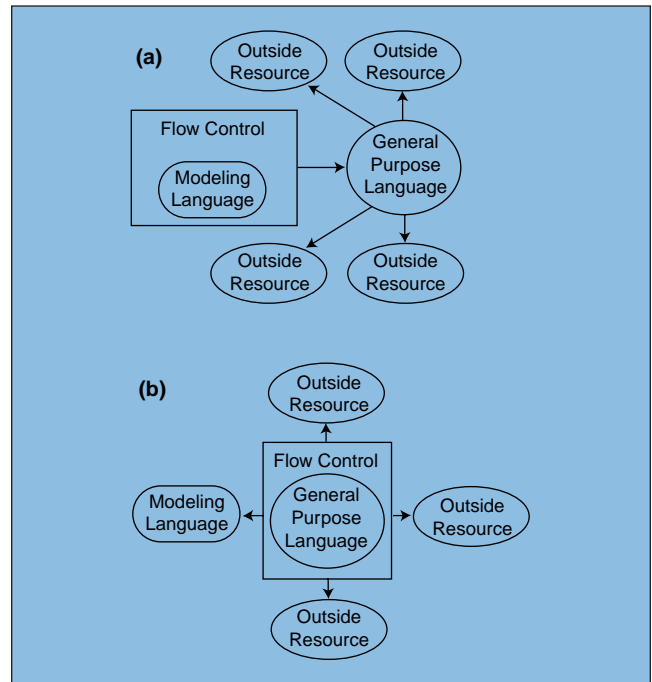 (a)
Outside
Resource
Outside
Resource
Flow Control
Modeling
Language
General
Purpose
Language
Outside
Resource
Outside
Resource
(b)
Outside
Resource
Flow Control
General
Purpose
Language
Modeling
Language
Outside
Resource
Outside
Resource